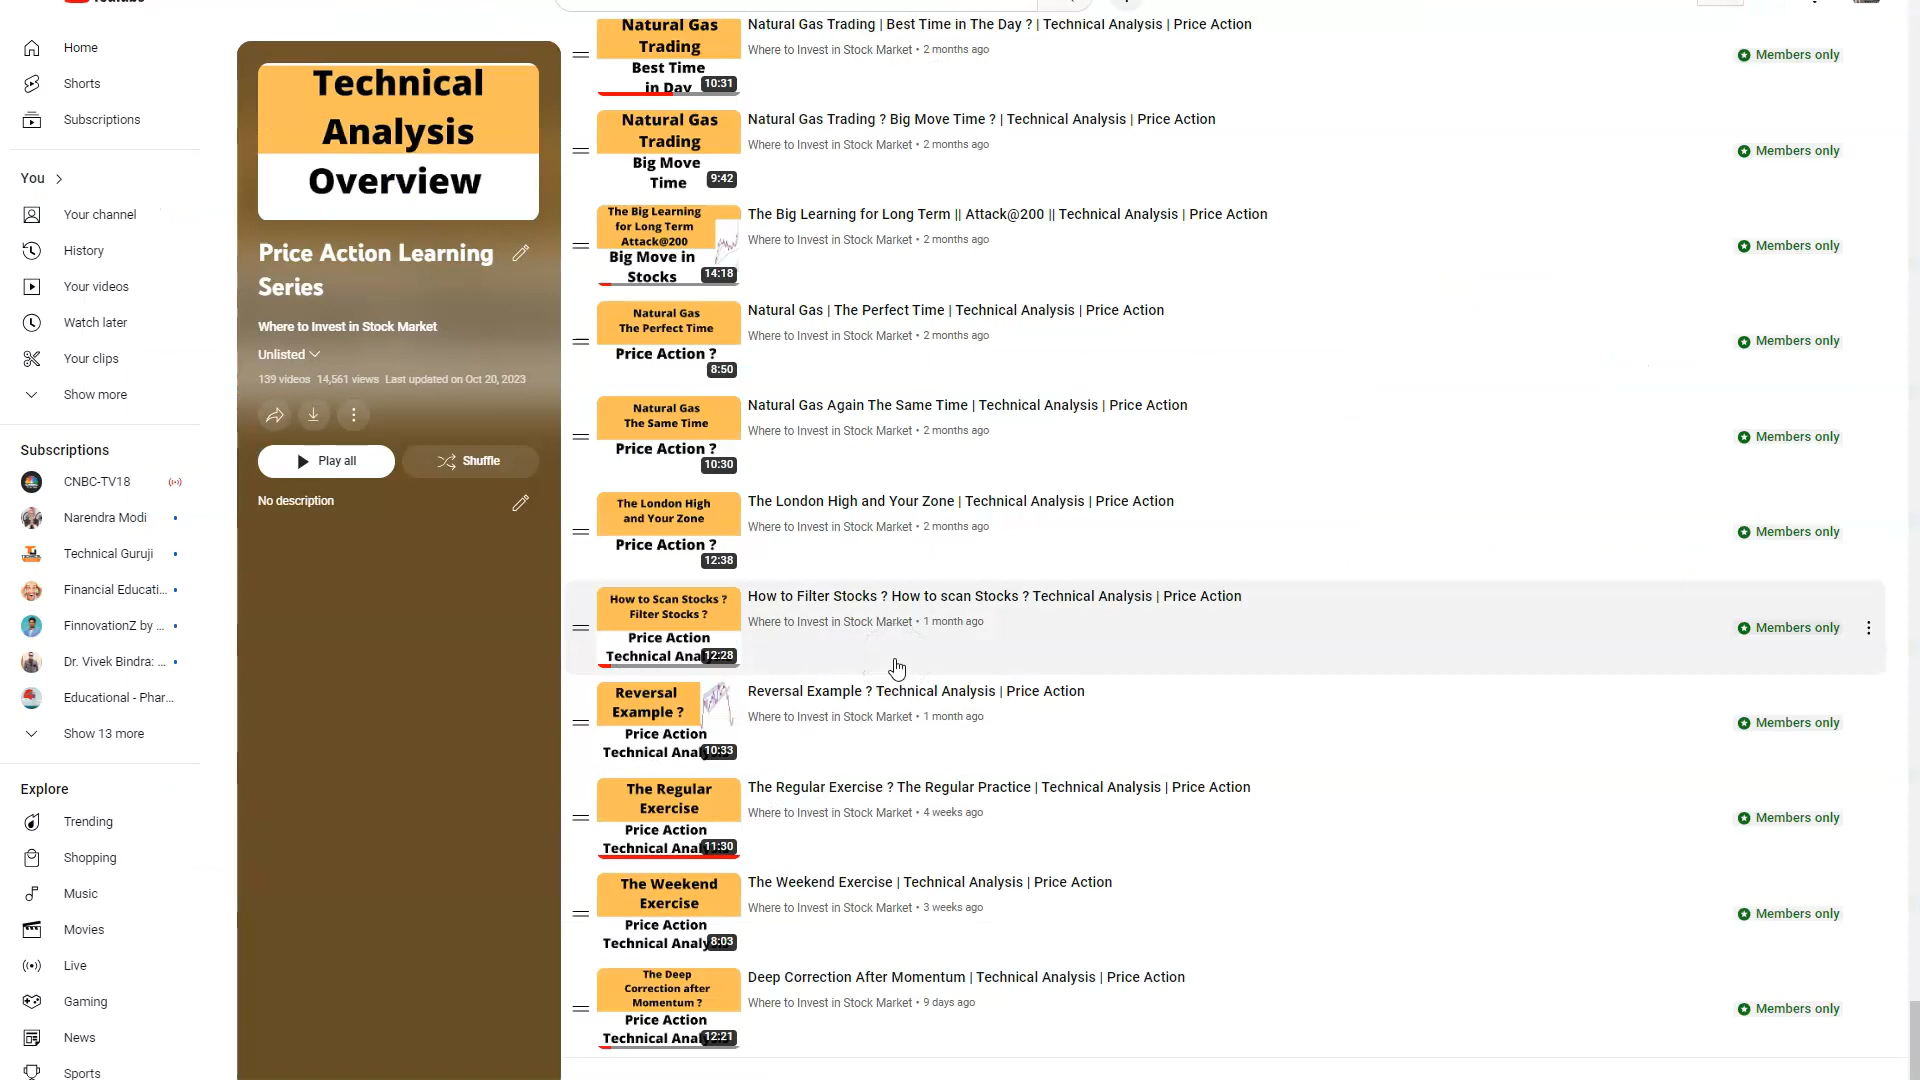 Home
Shorts
Subscriptions
You
Your channel
History
Your videos
Watch later
Your clips
Show more
Subscriptions
CNBC-TV18
Narendra Modi
Technical Guruji
Financial Educati...
FinnovationZ by ...
Dr. Vivek Bindra: ...
Educational - Phar...
Show 13 more
Explore
Trending
Shopping
Music
Movies
Live
Gaming
News
Sports
Technical
Analysis
Overview
Price Action Learning
Series
Where to Invest in Stock Market
Unlisted
139 videos 14,561 views Last updated on Oct 20, 2023
Play all
Shuffle
No description
Natural Gas
Trading
Best Time
in Day
10:31
Natural Gas Trading | Best Time in The Day ? | Technical Analysis | Price Action
Where to Invest in Stock Market • 2 months ago
Members only
Natural Gas
Trading
Big Move
Time
9:42
Natural Gas Trading ? Big Move Time ? | Technical Analysis | Price Action
Where to Invest in Stock Market • 2 months ago
Members only
The Big Learning
for Long Term
Attack@200
Big Move in
Stocks
14:18
The Big Learning for Long Term || Attack@200 || Technical Analysis | Price Action
Where to Invest in Stock Market • 2 months ago
Members only
Natural Gas
The Perfect Time
Price Action ?
8:50
Natural Gas | The Perfect Time | Technical Analysis | Price Action
Where to Invest in Stock Market • 2 months ago
Members only
Natural Gas
The Same Time
Price Action ?
10:30
Natural Gas Again The Same Time | Technical Analysis | Price Action
Where to Invest in Stock Market • 2 months ago
Members only
The London High
and Your Zone
Price Action ?
12:38
The London High and Your Zone | Technical Analysis | Price Action
Where to Invest in Stock Market • 2 months ago
Members only
How to Scan Stocks ?
Filter Stocks ?
Price Action
Technical Ana
12:28
How to Filter Stocks ? How to scan Stocks ? Technical Analysis | Price Action
Where to Invest in Stock Market • 1 month ago
Members only
Reversal
Example ?
Price Action
Technical Anal
10:33
Reversal Example ? Technical Analysis | Price Action
Where to Invest in Stock Market • 1 month ago
Members only
The Regular
Exercise
Price Action
Technical Anal
11:30
The Regular Exercise ? The Regular Practice | Technical Analysis | Price Action
Where to Invest in Stock Market • 4 weeks ago
Members only
The Weekend
Exercise
Price Action
Technical Analy
8:03
The Weekend Exercise | Technical Analysis | Price Action
Where to Invest in Stock Market • 3 weeks ago
Members only
The Deep
Correction after
Momentum ?
Price Action
Technical Anal
12:21
Deep Correction After Momentum | Technical Analysis | Price Action
Where to Invest in Stock Market • 9 days ago
Members only